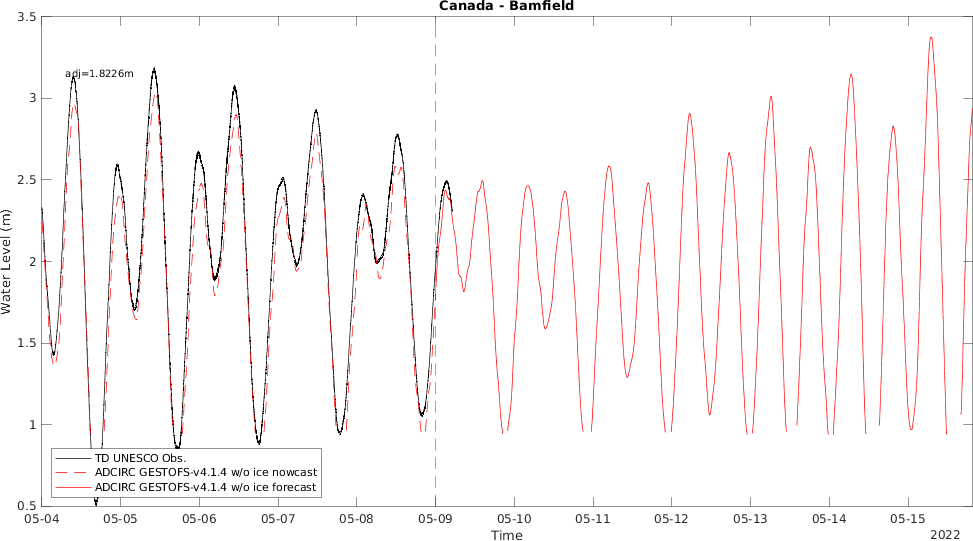 Canada - Bamfield
3.5
adj=1.8226m
3
2.5
2
1.5
1
0.5
Water Level (m)
TD UNESCO Obs.
ADCIRC GESTOFS-v4.1.4 w/o ice nowcast
ADCIRC GESTOFS-v4.1.4 w/o ice forecast
05-04 05-05 05-06 05-07 05-08 05-09 05-10 05-11 05-12 05-13 05-14 05-15
Time
2022